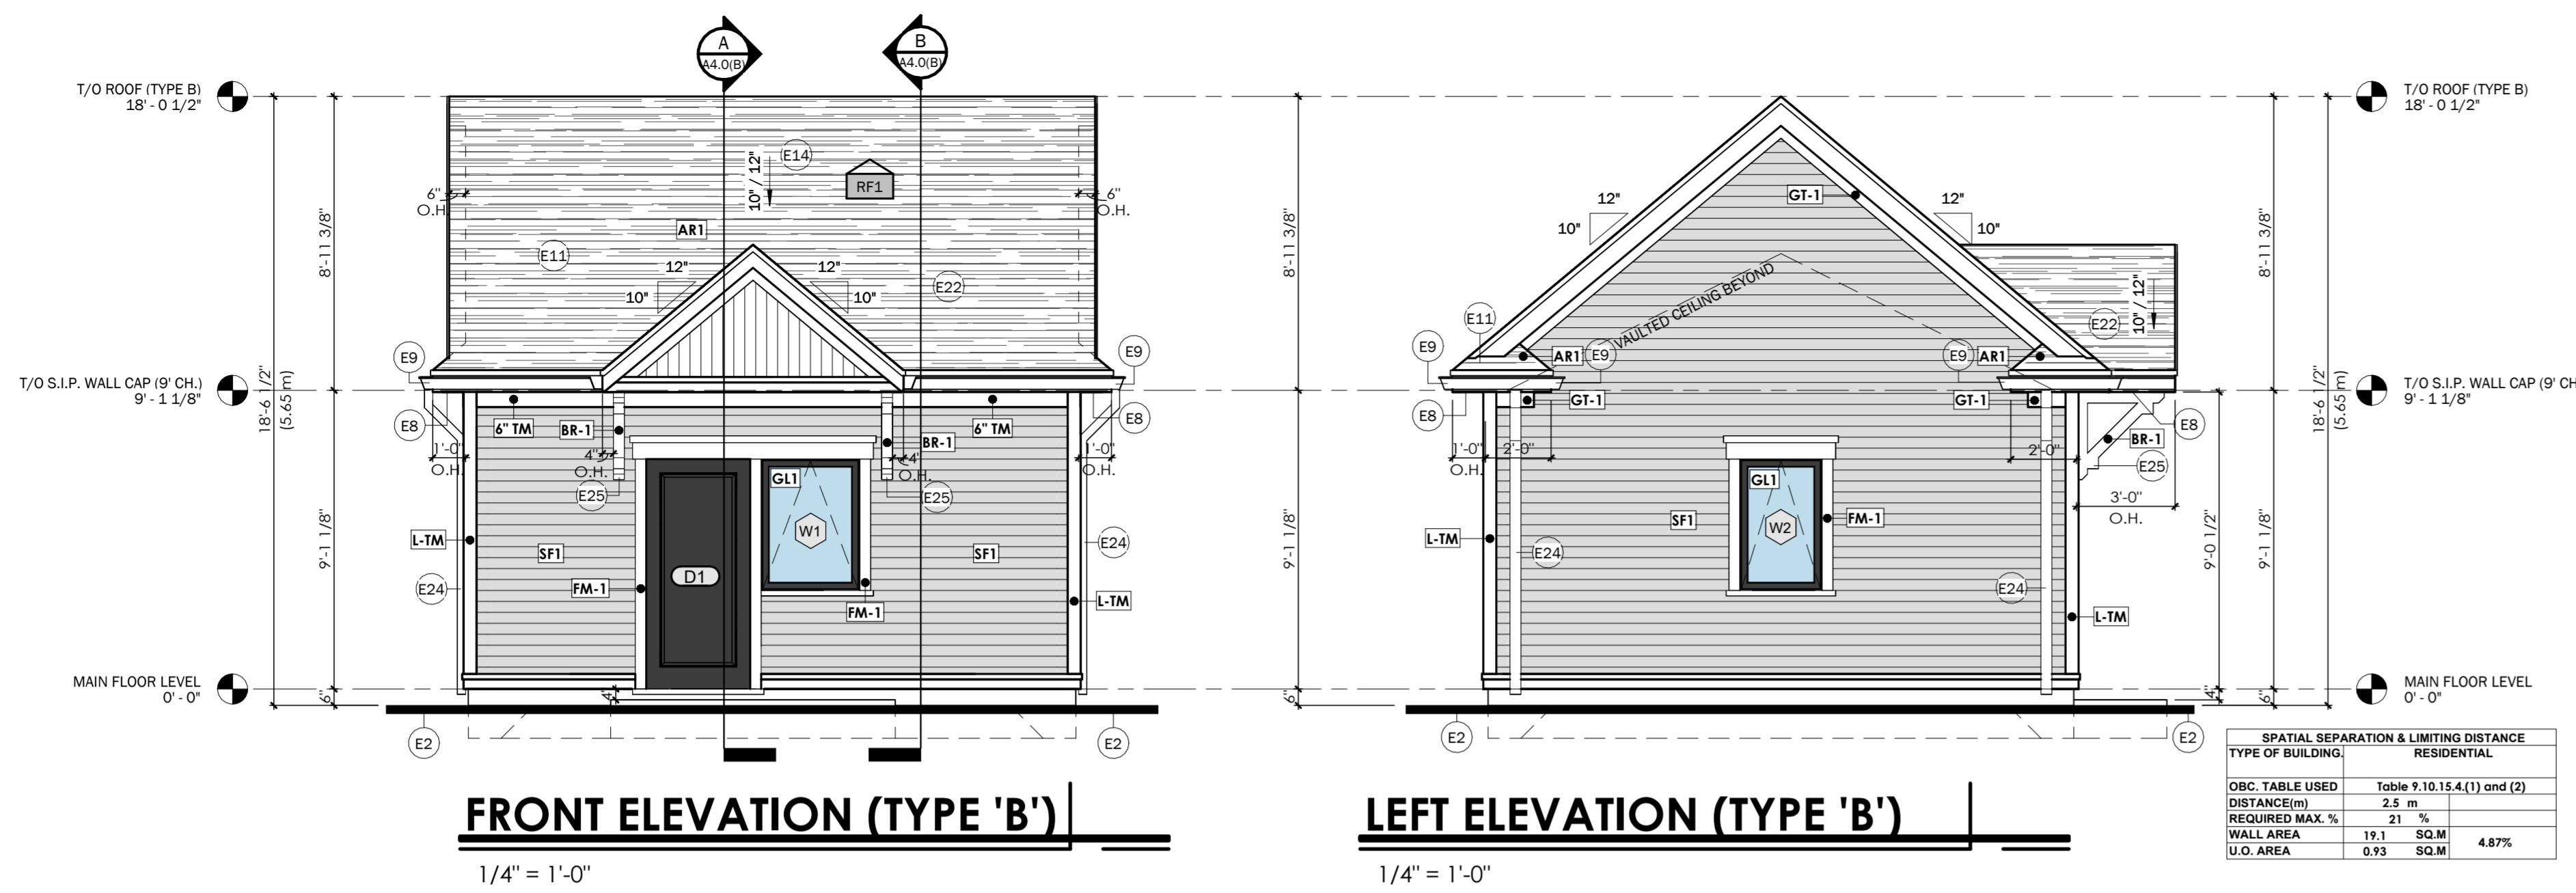 A
A4.0(B)
B
A4.0(B)
T/O ROOF (TYPE B)
18' - 0 1/2"
T/O S.I.P. WALL CAP (9' CH.)
9' - 1 1/8"
MAIN FLOOR LEVEL
0' - 0"
18'-6 1/2"
(5.65 m)
8'-11 3/8"
9'-1 1/8"
6"
6"
O.H.
E14
10" / 12"
RF1
6"
O.H.
AR1
E11
12"
12"
10"
10"
E22
E9
E9
E8
E8
6" TM
BR-1
BR-1
6" TM
1'-0"
O.H.
4"
O.H.
4"
O.H.
1'-0"
O.H.
E25
E25
GL1
W1
L-TM
SF1
D1
SF1
E24
E24
FM-1
FM-1
L-TM
4"
E2
E2
FRONT ELEVATION (TYPE 'B')
1/4" = 1'-0"
8'-11 3/8"
9'-1 1/8"
6"
GT-1
12"
10"
12"
10"
VAULTED CEILING BEYOND
E11
E9
AR1
E9
E9
AR1
E22
10" / 12"
E8
GT-1
GT-1
E8
BR-1
E25
1'-0"
O.H.
2'-0"
2'-0"
3'-0"
O.H.
GL1
W2
SF1
FM-1
L-TM
E24
E24
L-TM
E2
E2
9'-0 1/2"
4"
8'-11 3/8"
9'-1 1/8"
6"
18'-6 1/2"
(5.65 m)
T/O ROOF (TYPE B)
18' - 0 1/2"
T/O S.I.P. WALL CAP (9' CH
9' - 1 1/8"
MAIN FLOOR LEVEL
0' - 0"
LEFT ELEVATION (TYPE 'B')
1/4" = 1'-0"
SPATIAL SEPARATION & LIMITING DISTANCE
TYPE OF BUILDING. RESIDENTIAL
OBC. TABLE USED Table 9.10.15.4.(1) and (2)
DISTANCE(m) 2.5 m
REQUIRED MAX. % 21 %
WALL AREA 19.1 SQ.M
4.87%
U.O. AREA 0.93 SQ.M